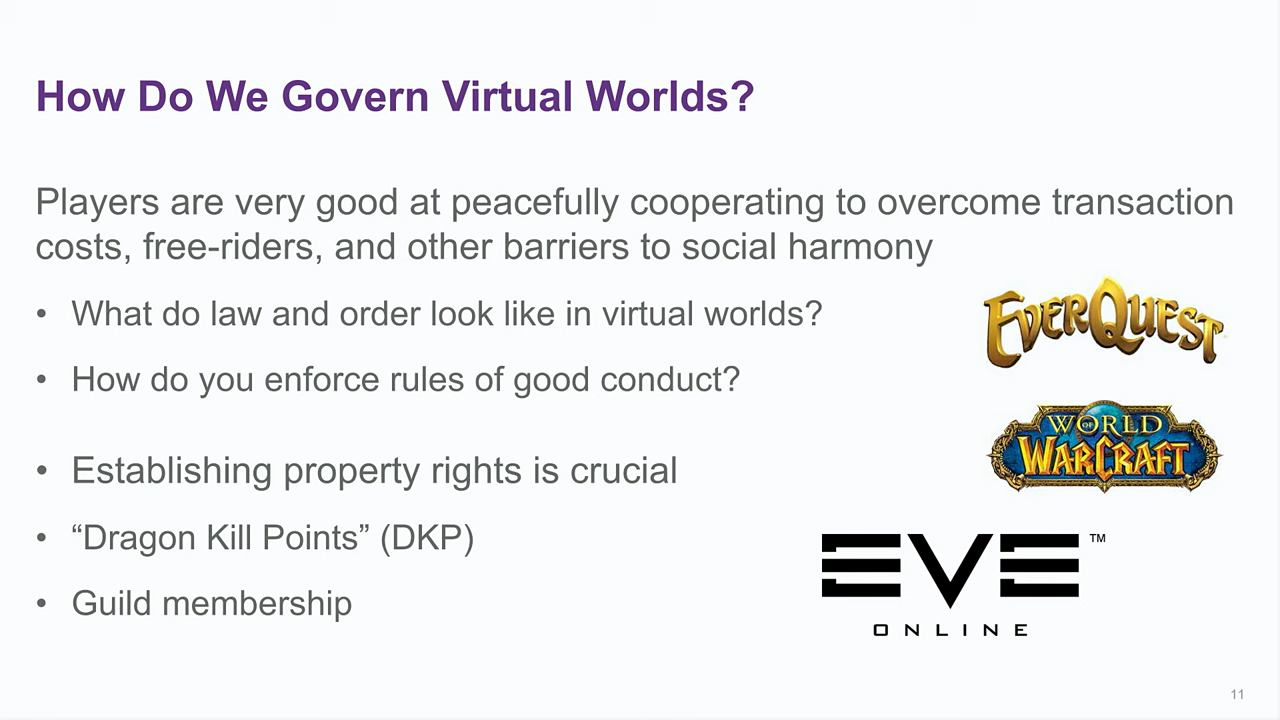 How Do We Govern Virtual Worlds?
Players are very good at peacefully cooperating to overcome transaction
costs, free-riders, and other barriers to social harmony
• What do law and order look like in virtual worlds?
• How do you enforce rules of good conduct?
• Establishing property rights is crucial
• “Dragon Kill Points” (DKP)
• Guild membership
EVERQUEST
WORLD
OF
WARCRAFT
EVE™
ONLINE
11